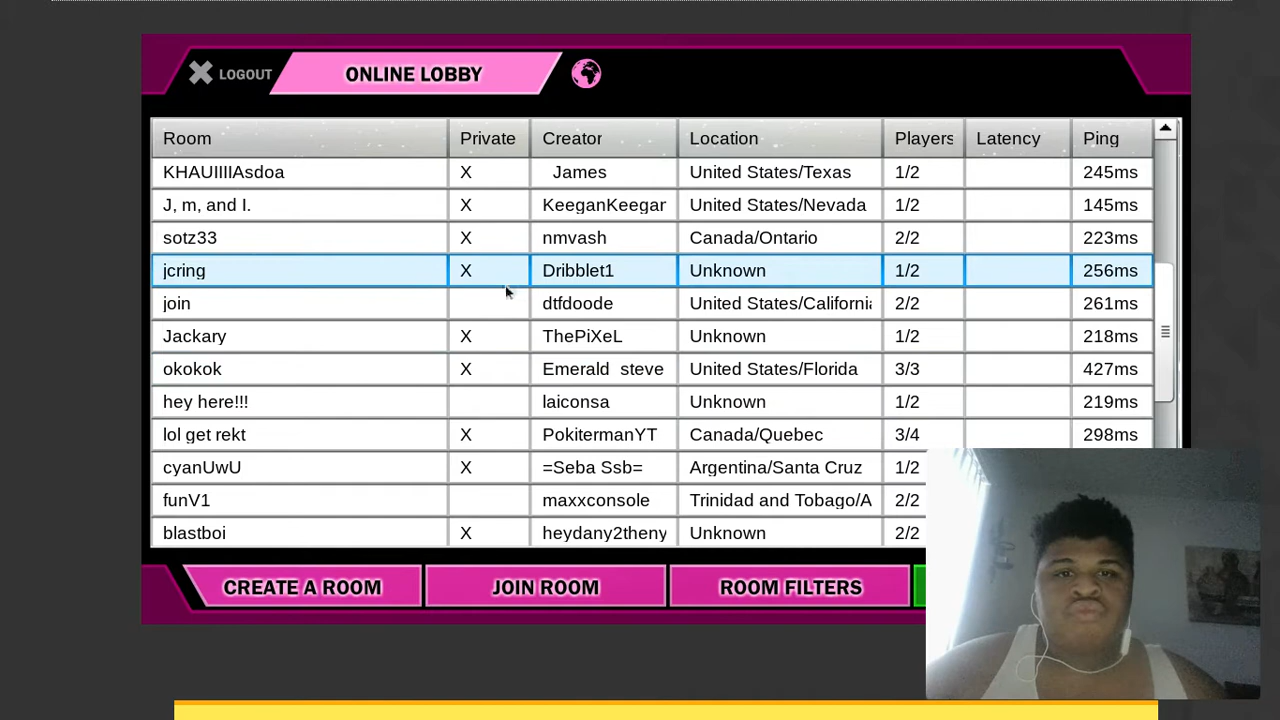 LOGOUT ONLINE LOBBY
Room Private Creator Location Players Latency Ping
KHAUIIIIAsdoa X James United States/Texas 1/2 245ms
J, m, and I. X KeeganKeegar United States/Nevada 1/2 145ms
sotz33 X nmvash Canada/Ontario 2/2 223ms
jcring X Dribblet1 Unknown 1/2 256ms
join dtfdoode United States/California 2/2 261ms
Jackary X ThePiXeL Unknown 1/2 218ms
okokok X Emerald steve United States/Florida 3/3 427ms
hey here!!! laiconsa Unknown 1/2 219ms
lol get rekt X PokitermanYT Canada/Quebec 3/4 298ms
cyanUwU X =Seba Ssb= Argentina/Santa Cruz 1/2
funV1 maxxconsole Trinidad and Tobago/A 2/2
blastboi X heydany2theny Unknown 2/2
CREATE A ROOM JOIN ROOM ROOM FILTERS